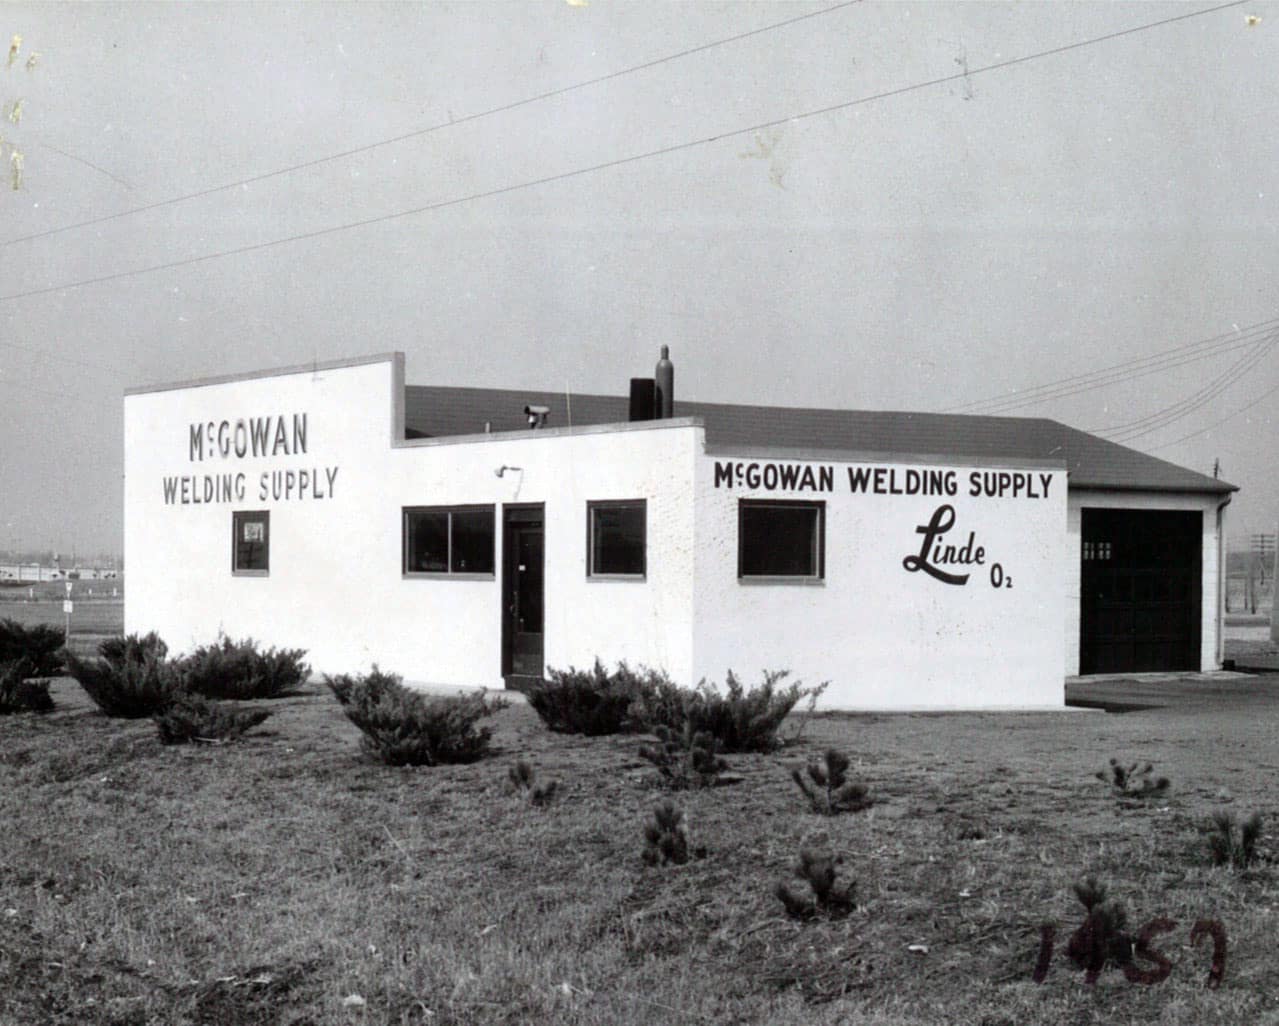 McGOWAN
WELDING SUPPLY
McGOWAN WELDING SUPPLY
Linde
O₂
1957